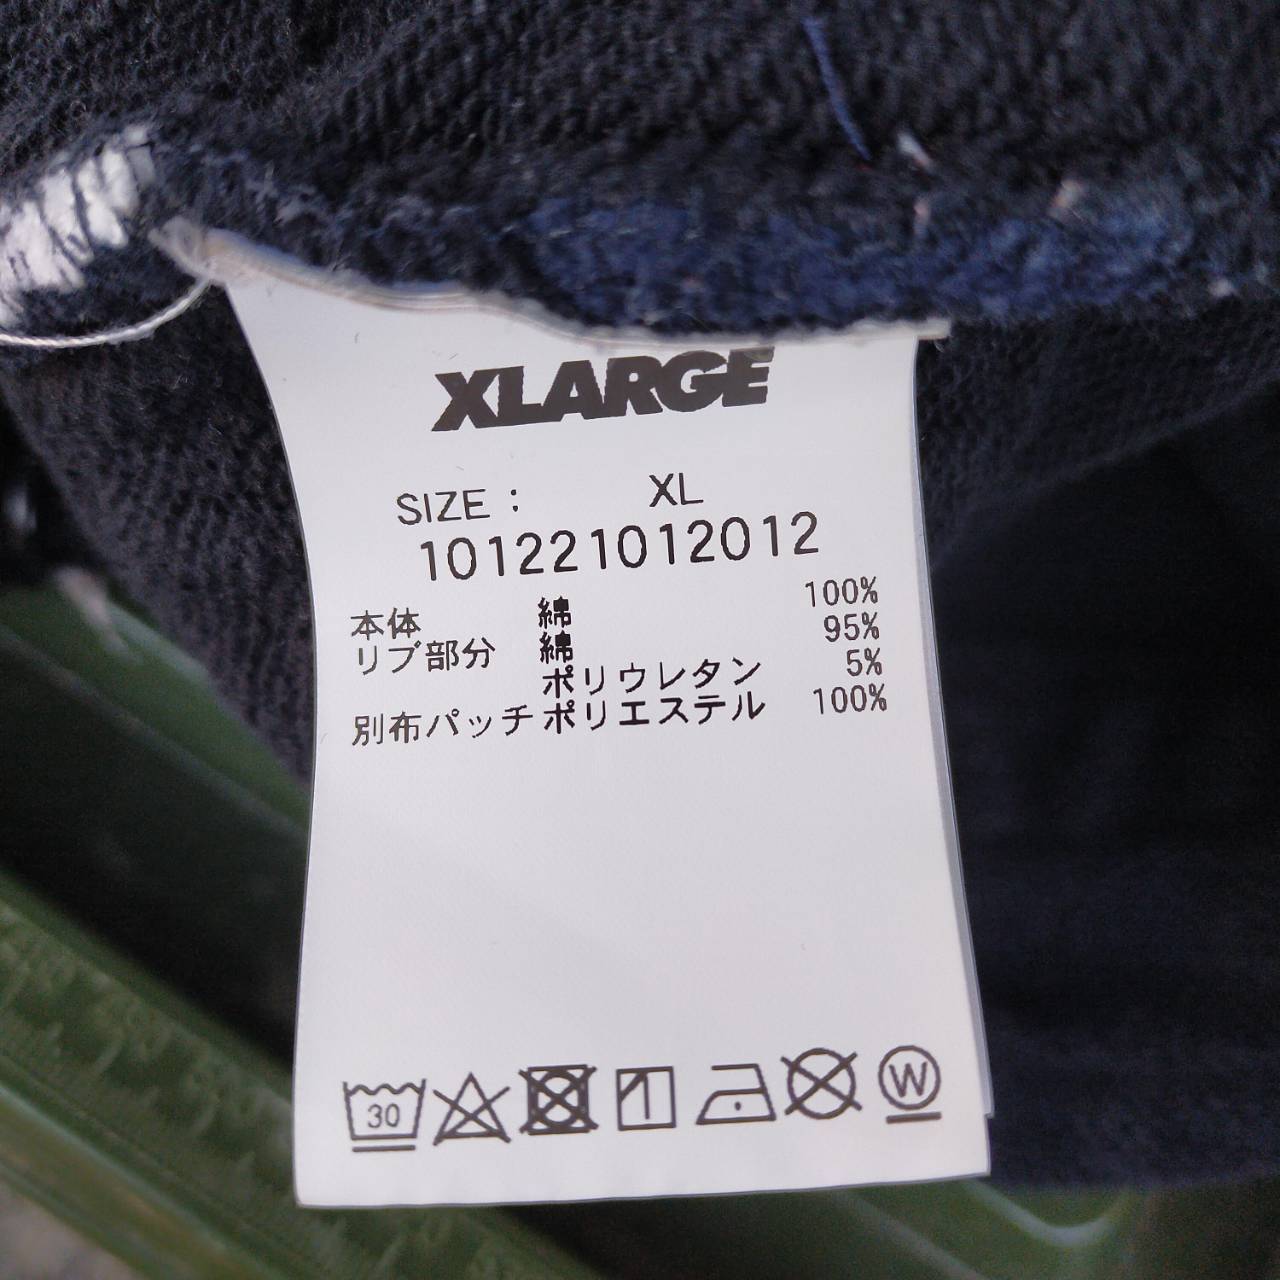 XLARGE
SIZE : XL
101221012012
本体 綿 100%
リブ部分 綿 95%
ポリウレタン 5%
別布パッチ ポリエステル 100%
30
W